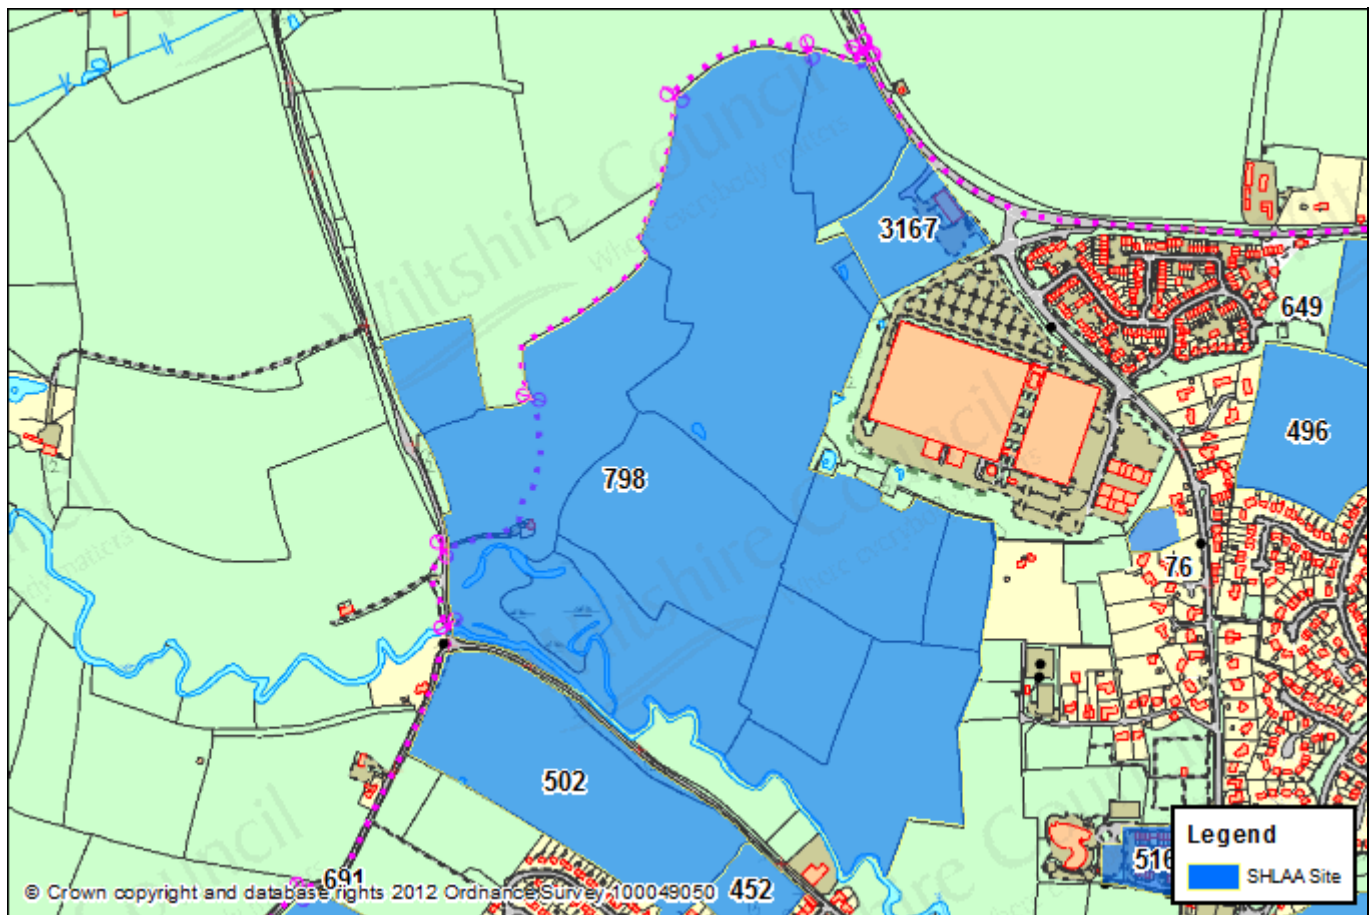 Wiltshire Council
Where everybody matters
3167
649
496
798
76
502
516
691
452
Legend
SHLAA Site
© Crown copyright and database rights 2012 Ordnance Survey 100049050